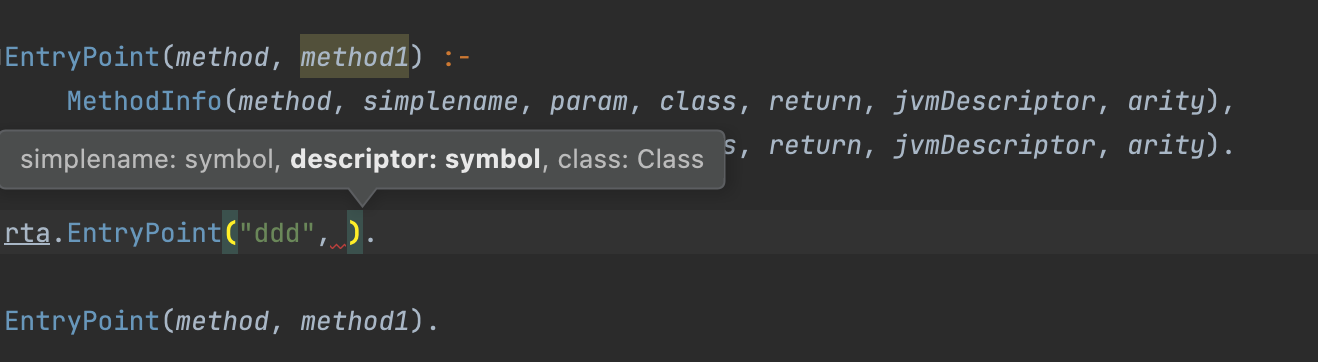 EntryPoint(method, method1) :-
MethodInfo(method, simplename, param, class, return, jvmDescriptor, arity),
simplename: symbol, descriptor: symbol, class: Class
return, jvmDescriptor, arity).
rta.EntryPoint("ddd", ).
EntryPoint(method, method1).